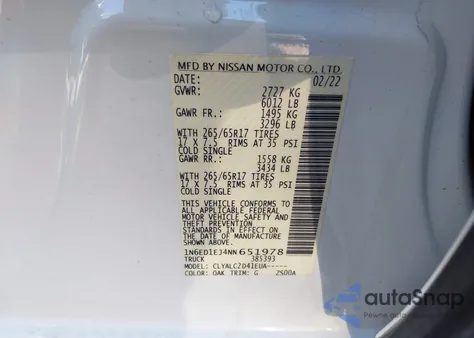 MFD BY NISSAN MOTOR CO., LTD.
DATE: 02/22
GVWR: 2727 KG
6012 LB
GAWR FR.: 1495 KG
3296 LB
WITH 265/65R17 TIRES
17 X 7.5 RIMS AT 35 PSI
COLD SINGLE
GAWR RR.: 1558 KG
3434 LB
WITH 265/65R17 TIRES
17 X 7.5 RIMS AT 35 PSI
COLD SINGLE
THIS VEHICLE CONFORMS TO
ALL APPLICABLE FEDERAL
MOTOR VEHICLE SAFETY AND
THEFT PREVENTION
STANDARDS IN EFFECT ON
THE DATE OF MANUFACTURE
SHOWN ABOVE.
1N6ED1EJ4NN651978
TRUCK 385393
MODEL: CLYALCZD41EUA-----
COLOR: OAK TRIM: G 2500A
autoSnap